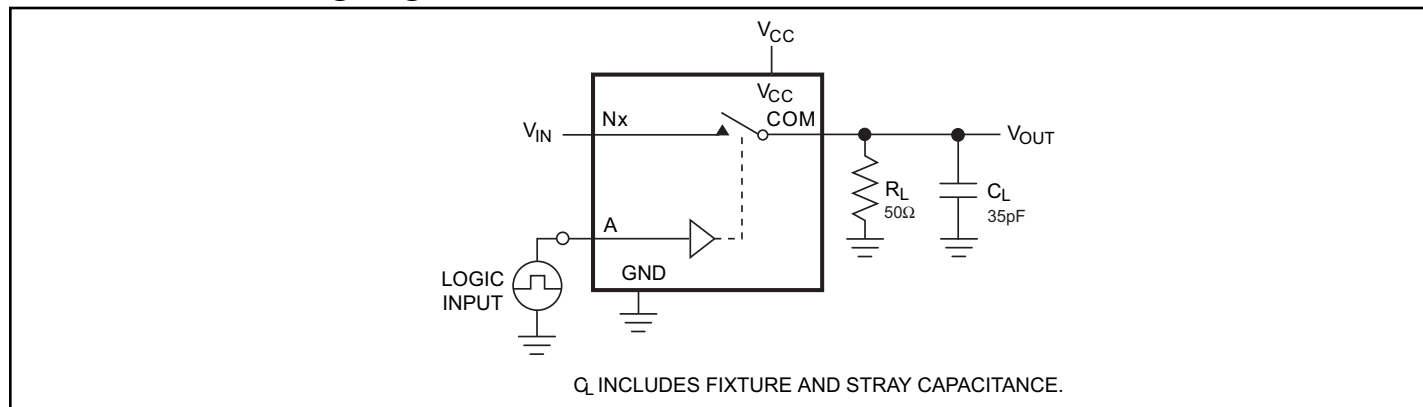 VCC
VCC
Nx
COM
VIN
VOUT
RL
50Ω
CL
35pF
A
GND
LOGIC
INPUT
CL INCLUDES FIXTURE AND STRAY CAPACITANCE.